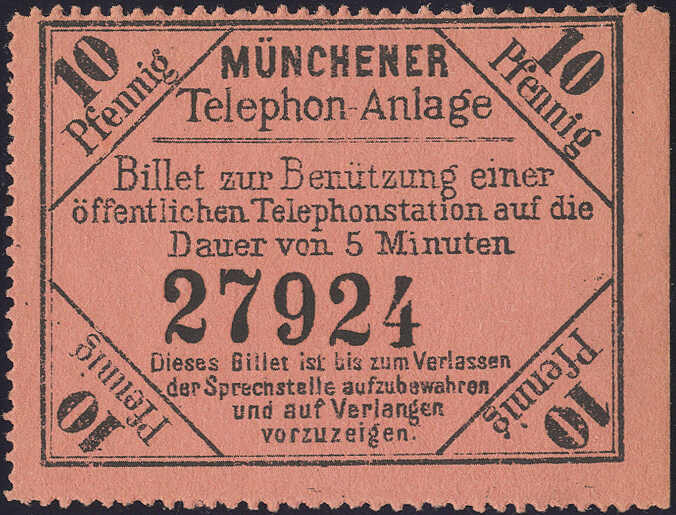 10 Pfennig
10 Pfennig
MÜNCHENER
Telephon-Anlage
Billet zur Benützung einer
öffentlichen Telephonstation auf die
Dauer von 5 Minuten
27924
Dieses Billet ist bis zum Verlassen
der Sprechstelle aufzubewahren
und auf Verlangen
vorzuzeigen.
10 Pfennig
10 Pfennig